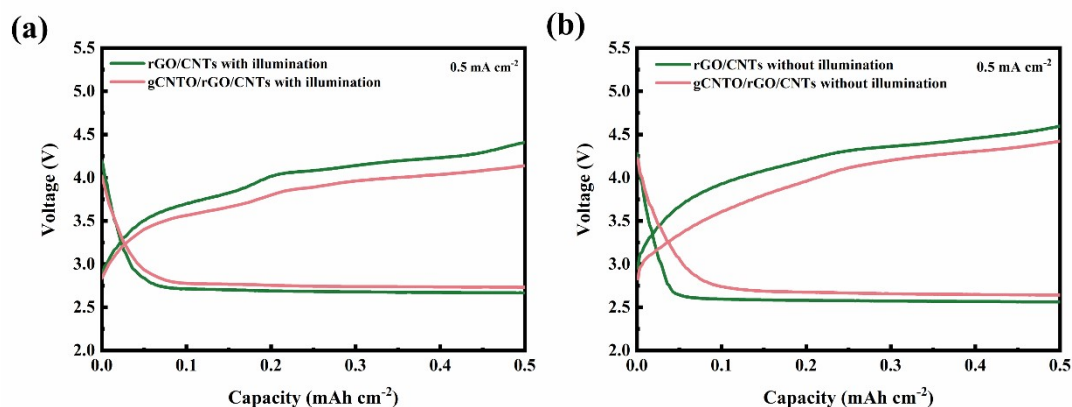 (a)
rGO/CNTs with illumination
0.5 mA cm-2
gCNTO/rGO/CNTs with illumination
Voltage (V)
5.5
5.0
4.5
4.0
3.5
3.0
2.5
2.0
0.0 0.1 0.2 0.3 0.4 0.5
Capacity (mAh cm-2)
(b)
rGO/CNTs without illumination
0.5 mA cm-2
gCNTO/rGO/CNTs without illumination
Voltage (V)
5.5
5.0
4.5
4.0
3.5
3.0
2.5
2.0
0.0 0.1 0.2 0.3 0.4 0.5
Capacity (mAh cm-2)